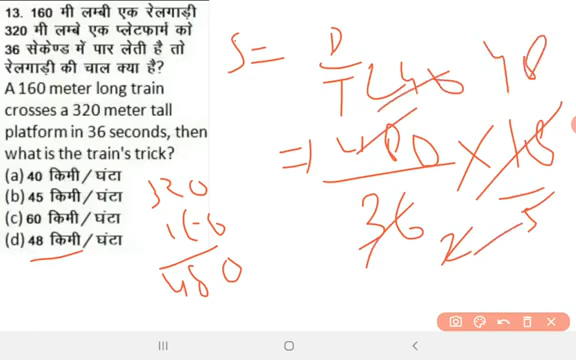 13. 160 मी लम्बी एक रेलगाड़ी
320 मी लम्बे एक प्लेटफार्म को
36 सेकेण्ड में पार लेती है तो
रेलगाड़ी की चाल क्या है?
A 160 meter long train
crosses a 320 meter tall
platform in 36 seconds, then
what is the train's trick?
(a) 40 किमी/घंटा
(b) 45 किमी/घंटा
(c) 60 किमी/घंटा
(d) 48 किमी/घंटा
320
160
480
S = D
T
48
= 480 × 18
36 5
2